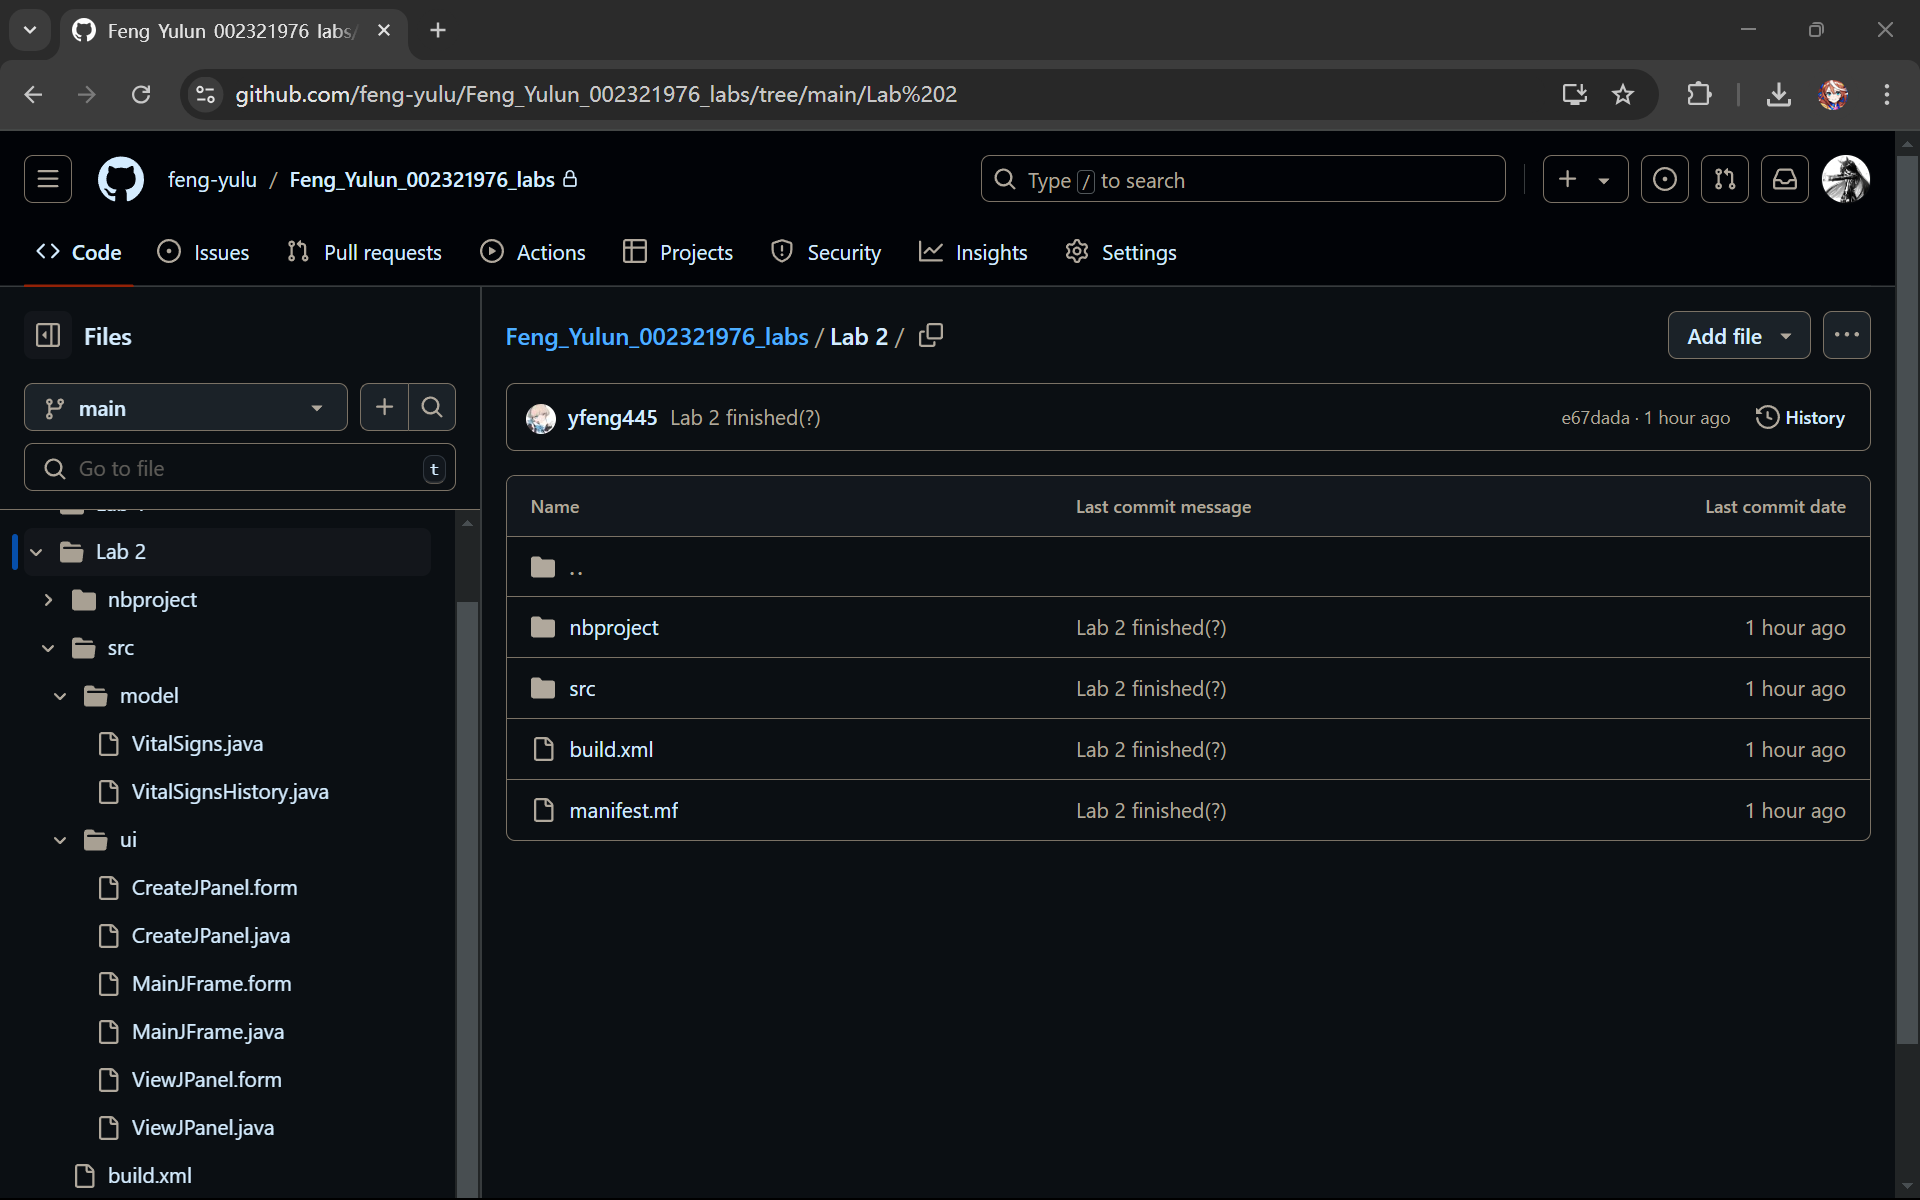 Feng_Yulun_002321976_labs/
github.com/feng-yulu/Feng_Yulun_002321976_labs/tree/main/Lab%202
feng-yulu / Feng_Yulun_002321976_labs
Type / to search
Code Issues Pull requests Actions Projects Security Insights Settings
Files
main
Go to file t
Lab 2
nbproject
src
model
VitalSigns.java
VitalSignsHistory.java
ui
CreateJPanel.form
CreateJPanel.java
MainJFrame.form
MainJFrame.java
ViewJPanel.form
ViewJPanel.java
build.xml
Feng_Yulun_002321976_labs / Lab 2 /
Add file
yfeng445 Lab 2 finished(?) e67dada · 1 hour ago History
Name Last commit message Last commit date
..
nbproject Lab 2 finished(?) 1 hour ago
src Lab 2 finished(?) 1 hour ago
build.xml Lab 2 finished(?) 1 hour ago
manifest.mf Lab 2 finished(?) 1 hour ago